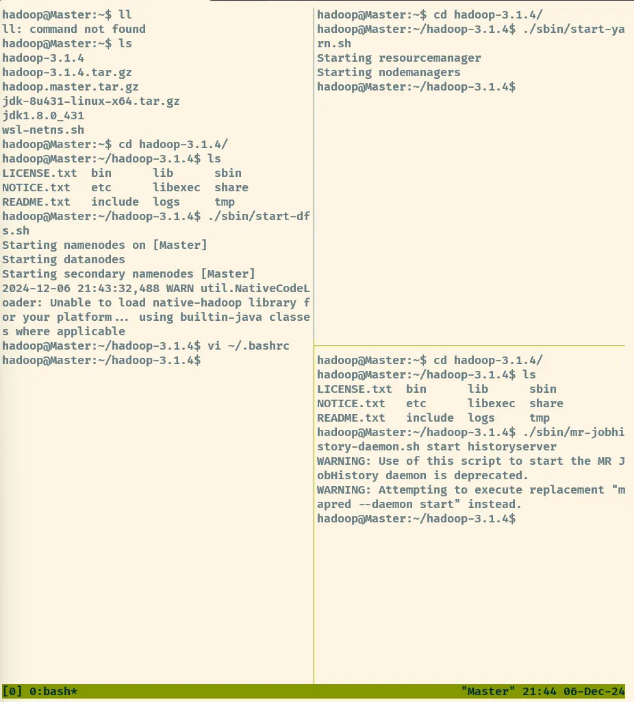 hadoop@Master:~$ ll
ll: command not found
hadoop@Master:~$ ls
hadoop-3.1.4
hadoop-3.1.4.tar.gz
hadoop.master.tar.gz
jdk-8u431-linux-x64.tar.gz
jdk1.8.0_431
wsl-netns.sh
hadoop@Master:~$ cd hadoop-3.1.4/
hadoop@Master:~/hadoop-3.1.4$ ls
LICENSE.txt  bin      lib      sbin
NOTICE.txt   etc      libexec  share
README.txt   include  logs     tmp
hadoop@Master:~/hadoop-3.1.4$ ./sbin/start-df
s.sh
Starting namenodes on [Master]
Starting datanodes
Starting secondary namenodes [Master]
2024-12-06 21:43:32,488 WARN util.NativeCodeL
oader: Unable to load native-hadoop library f
or your platform... using builtin-java classe
s where applicable
hadoop@Master:~/hadoop-3.1.4$ vi ~/.bashrc
hadoop@Master:~/hadoop-3.1.4$
hadoop@Master:~$ cd hadoop-3.1.4/
hadoop@Master:~/hadoop-3.1.4$ ./sbin/start-ya
rn.sh
Starting resourcemanager
Starting nodemanagers
hadoop@Master:~/hadoop-3.1.4$
hadoop@Master:~$ cd hadoop-3.1.4/
hadoop@Master:~/hadoop-3.1.4$ ls
LICENSE.txt  bin      lib      sbin
NOTICE.txt   etc      libexec  share
README.txt   include  logs     tmp
hadoop@Master:~/hadoop-3.1.4$ ./sbin/mr-jobhi
story-daemon.sh start historyserver
WARNING: Use of this script to start the MR J
obHistory daemon is deprecated.
WARNING: Attempting to execute replacement "m
apred --daemon start" instead.
hadoop@Master:~/hadoop-3.1.4$
[0] 0:bash* "Master" 21:44 06-Dec-24